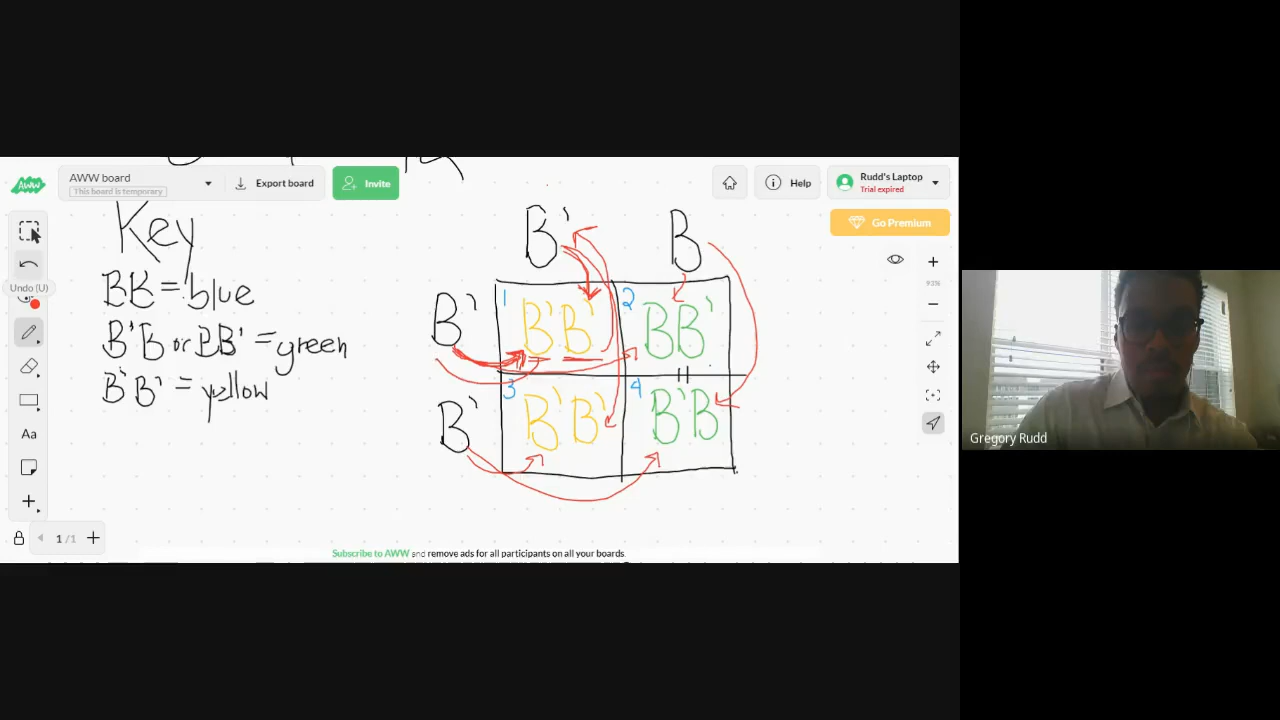 AWW board
This board is temporary
Export board
Invite
Help
Rudd's Laptop
Trial expired
AWW
Go Premium
Key
BB = blue
B'B or BB' = green
B'B' = yellow
Undo (U)
Aa
B' B
B' 1 B'B' 2 BB'
B' 3 B'B' 4 B'B
93%
1 / 1
Subscribe to AWW and remove ads for all participants on all your boards.
Gregory Rudd